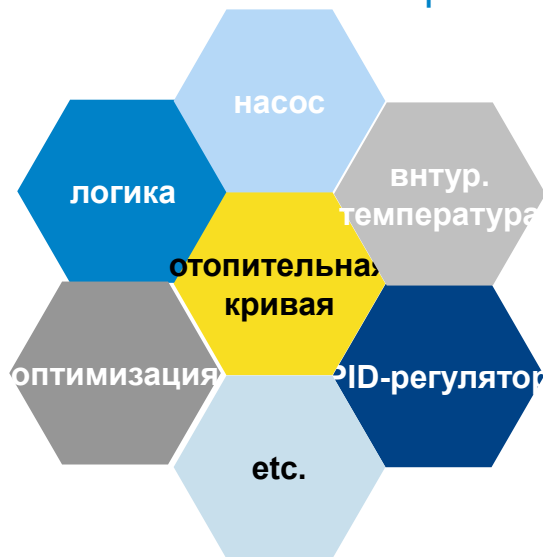 насос
логика
внтур.
температура
отопительная
кривая
оптимизация
PID-регулятор
etc.